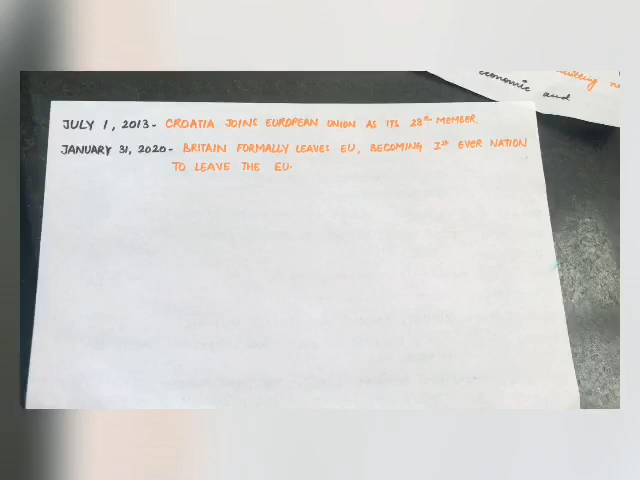 JULY 1, 2013- CROATIA JOINS EUROPEAN UNION AS ITS 28th MEMBER.
JANUARY 31, 2020- BRITAIN FORMALLY LEAVES EU, BECOMING Ist EVER NATION
TO LEAVE THE EU.
economic and